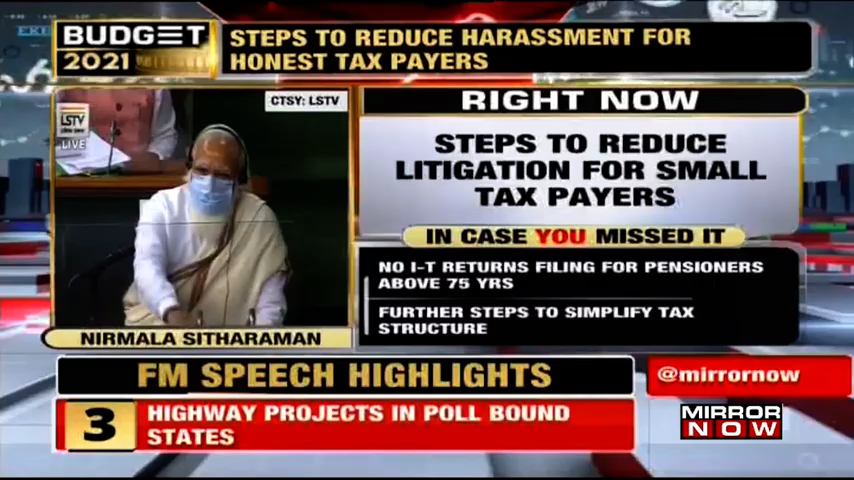 BUDGET
2021
STEPS TO REDUCE HARASSMENT FOR
HONEST TAX PAYERS
CTSY: LSTV
LSTV
LIVE
RIGHT NOW
STEPS TO REDUCE
LITIGATION FOR SMALL
TAX PAYERS
IN CASE YOU MISSED IT
NO I-T RETURNS FILING FOR PENSIONERS
ABOVE 75 YRS
FURTHER STEPS TO SIMPLIFY TAX
STRUCTURE
NIRMALA SITHARAMAN
FM SPEECH HIGHLIGHTS
@mirrornow
3
HIGHWAY PROJECTS IN POLL BOUND
STATES
MIRROR
NOW